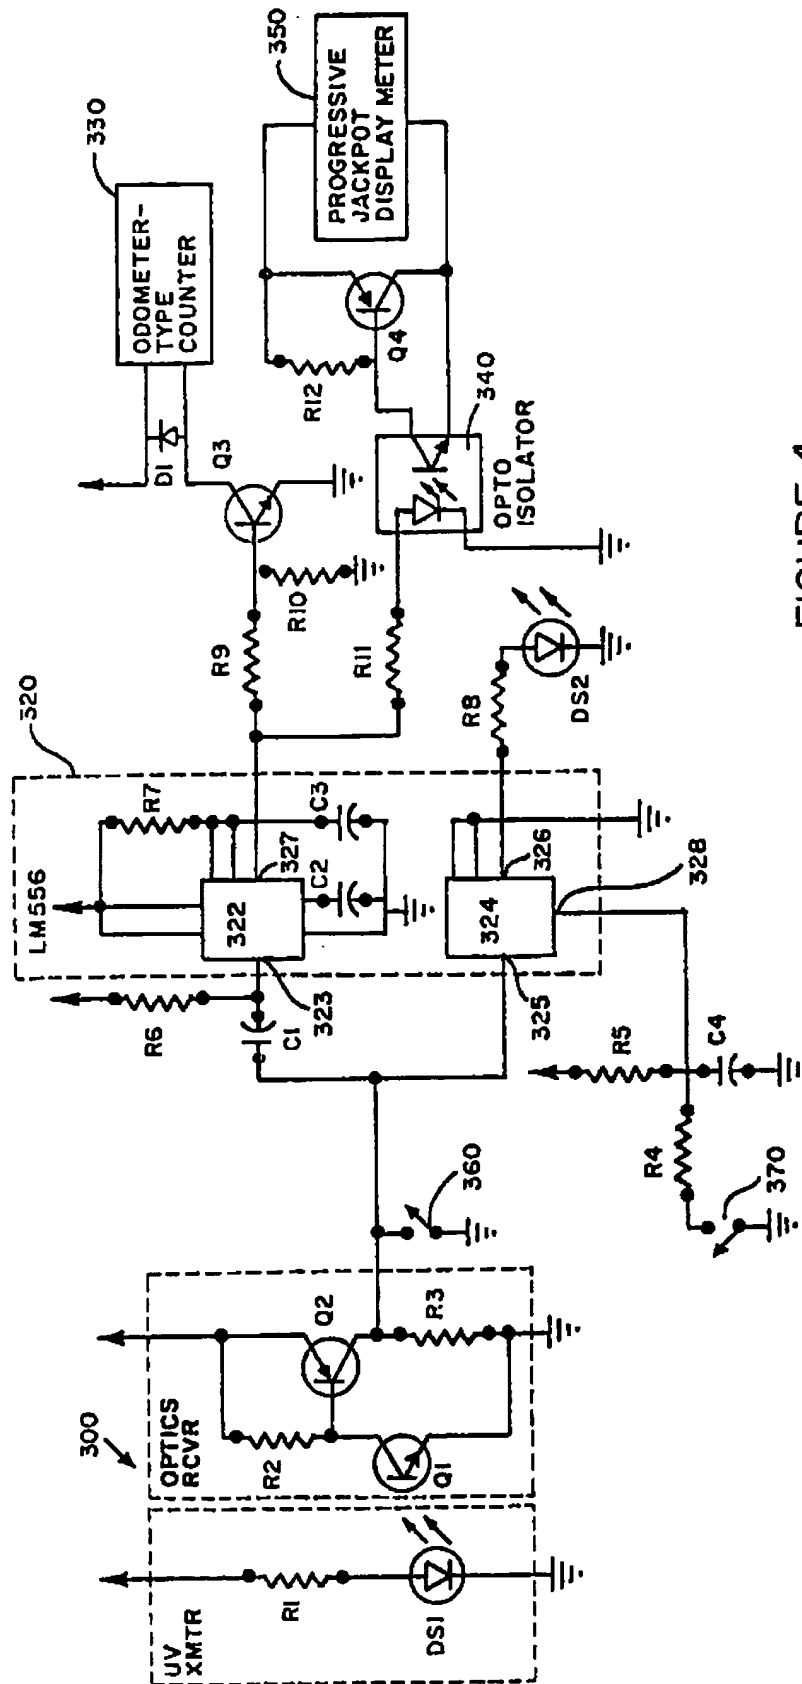 300
UV
XMTR
R1
DS1
OPTICS
RCVR
R2
Q1
Q2
R3
360
370
R4
R5
C4
R6
C1
323
325
LM556
320
322
327
R7
C2
C3
324
326
328
R8
DS2
R9
R10
R11
Q3
D1
ODOMETER-
TYPE
COUNTER
330
OPTO
ISOLATOR
340
R12
Q4
PROGRESSIVE
JACKPOT
DISPLAY METER
350